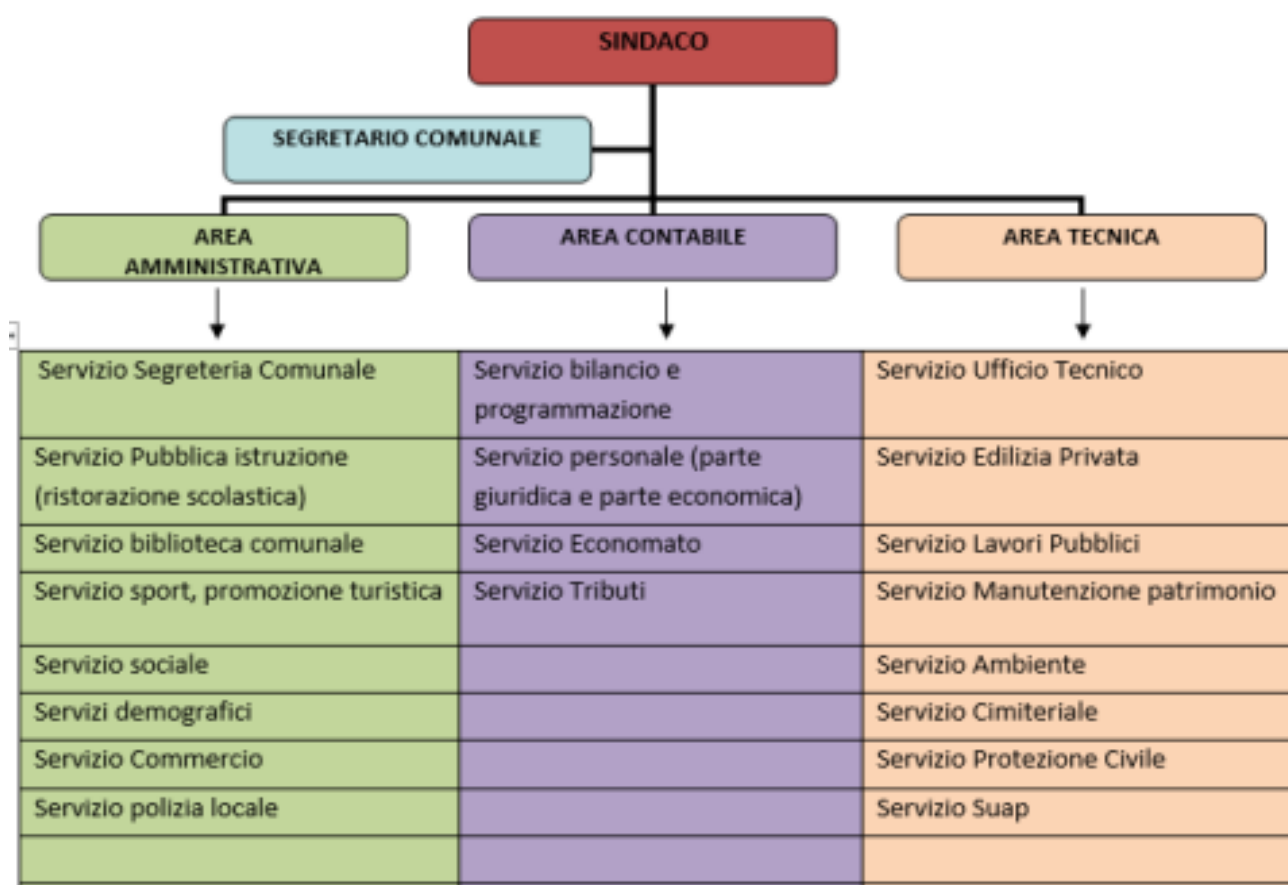 SINDACO
SEGRETARIO COMUNALE
AREA
AMMINISTRATIVA
AREA CONTABILE
AREA TECNICA
Servizio Segreteria Comunale
Servizio bilancio e
programmazione
Servizio Ufficio Tecnico
Servizio Pubblica istruzione
(ristorazione scolastica)
Servizio personale (parte
giuridica e parte economica)
Servizio Edilizia Privata
Servizio biblioteca comunale
Servizio Economato
Servizio Lavori Pubblici
Servizio sport, promozione turistica
Servizio Tributi
Servizio Manutenzione patrimonio
Servizio sociale
Servizio Ambiente
Servizi demografici
Servizio Cimiteriale
Servizio Commercio
Servizio Protezione Civile
Servizio polizia locale
Servizio Suap